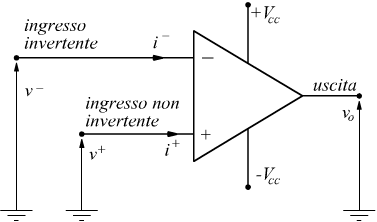 ingresso
invertente
i⁻
+Vcc
−
v⁻
uscita
ingresso non
invertente
vo
+
v⁺
i⁺
-Vcc